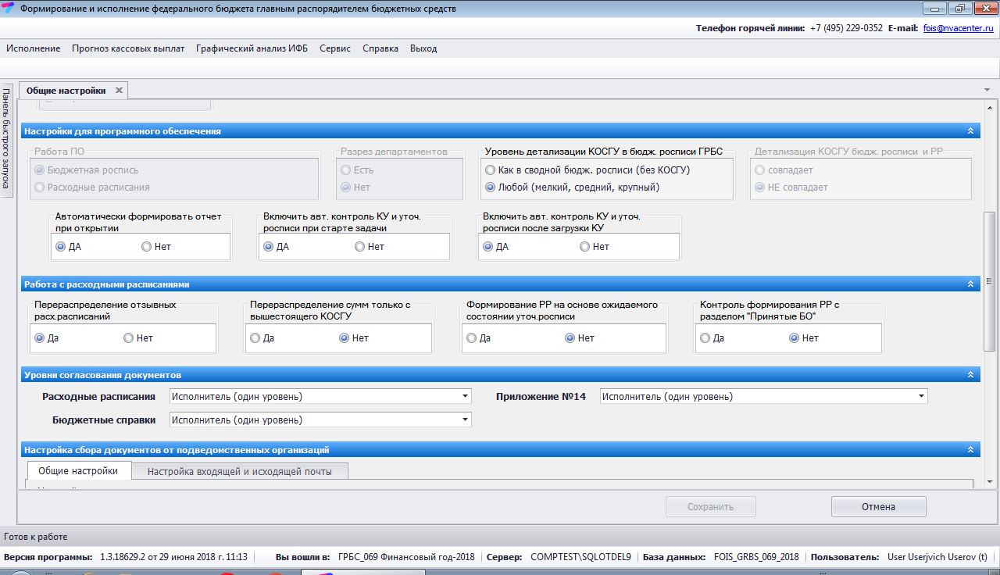 Формирование и исполнение федерального бюджета главным распорядителем бюджетных средств
Телефон горячей линии: +7 (495) 229-0352 E-mail: fois@nvacenter.ru
Исполнение Прогноз кассовых выплат Графический анализ ИФБ Сервис Справка Выход
Панель быстрого запуска
Общие настройки
Настройки для программного обеспечения
Работа ПО
Бюджетная роспись
Расходные расписания
Разрез департаментов
Есть
Нет
Уровень детализации КОСГУ в бюдж. росписи ГРБС
Как в сводной бюдж. росписи (без КОСГУ)
Любой (мелкий, средний, крупный)
Детализация КОСГУ бюдж. росписи и РР
совпадает
НЕ совпадает
Автоматически формировать отчет
при открытии
ДА Нет
Включить авт. контроль КУ и уточ.
росписи при старте задачи
ДА Нет
Включить авт. контроль КУ и уточ.
росписи после загрузки КУ
ДА Нет
Работа с расходными расписаниями
Перераспределение отзывных
расх.расписаний
Да Нет
Перераспределение сумм только с
вышестоящего КОСГУ
Да Нет
Формирование РР на основе ожидаемого
состоянии уточ.росписи
Да Нет
Контроль формирования РР с
разделом "Принятые БО"
Да Нет
Уровни согласования документов
Расходные расписания Исполнитель (один уровень)
Приложение №14 Исполнитель (один уровень)
Бюджетные справки Исполнитель (один уровень)
Настройка сбора документов от подведомственных организаций
Общие настройки Настройка входящей и исходящей почты
Сохранить Отмена
Готов к работе
Версия программы: 1.3.18629.2 от 29 июня 2018 г. 11:13 Вы вошли в: ГРБС_069 Финансовый год-2018 Сервер: COMPTEST\SQLOTDEL9 База данных: FOIS_GRBS_069_2018 Пользователь: User Userjvich Userov (t)